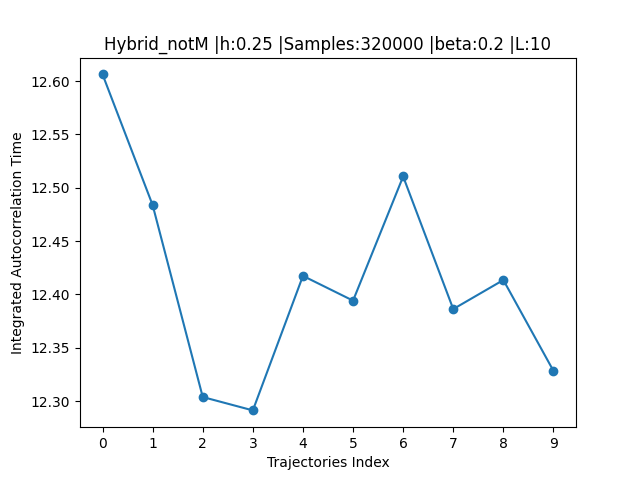 Hybrid_notM |h:0.25 |Samples:320000 |beta:0.2 |L:10
Integrated Autocorrelation Time
12.60
12.55
12.50
12.45
12.40
12.35
12.30
0 1 2 3 4 5 6 7 8 9
Trajectories Index